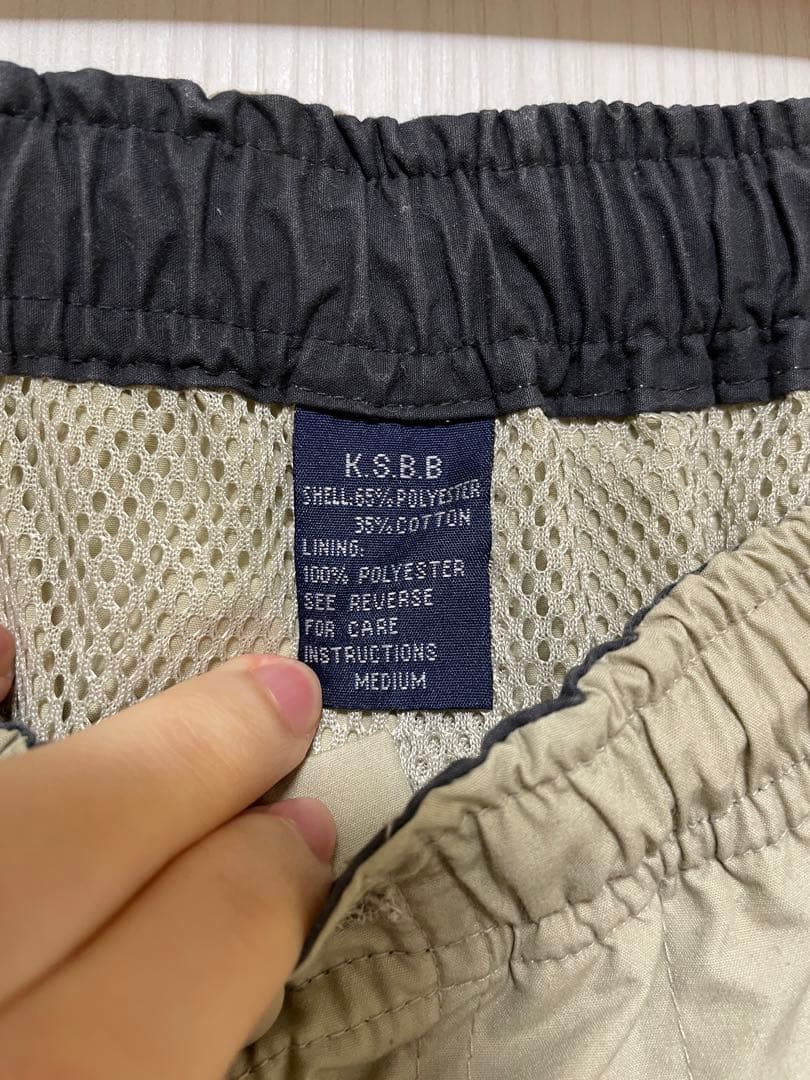 K.S.B.B
SHELL:65% POLYESTER
35% COTTON
LINING:
100% POLYESTER
SEE REVERSE
FOR CARE
INSTRUCTIONS
MEDIUM